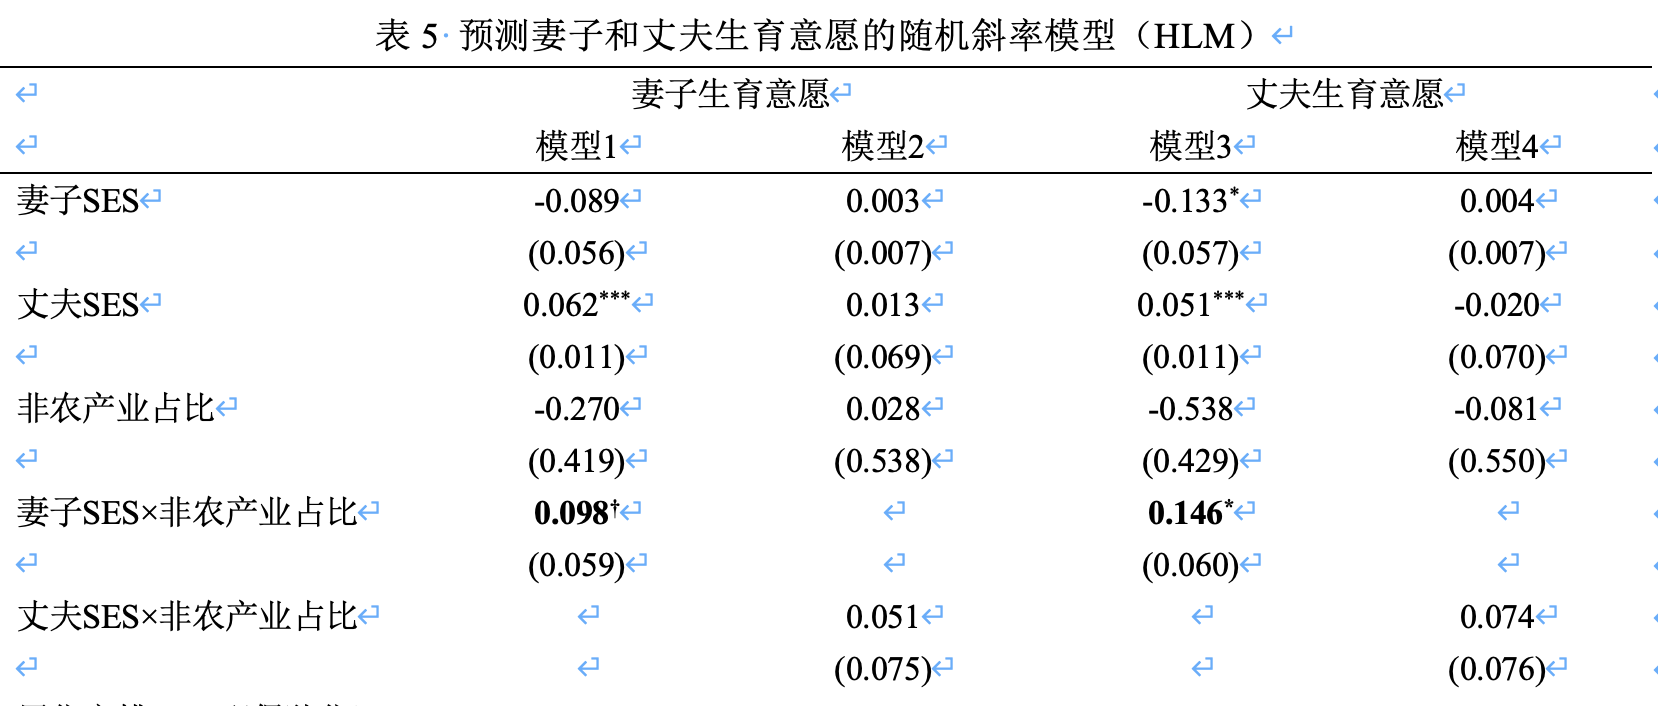 表 5 预测妻子和丈夫生育意愿的随机斜率模型（HLM）
妻子生育意愿 丈夫生育意愿
模型1 模型2 模型3 模型4
妻子SES -0.089 0.003 -0.133* 0.004
(0.056) (0.007) (0.057) (0.007)
丈夫SES 0.062*** 0.013 0.051*** -0.020
(0.011) (0.069) (0.011) (0.070)
非农产业占比 -0.270 0.028 -0.538 -0.081
(0.419) (0.538) (0.429) (0.550)
妻子SES×非农产业占比 0.098† 0.146*
(0.059) (0.060)
丈夫SES×非农产业占比 0.051 0.074
(0.075) (0.076)